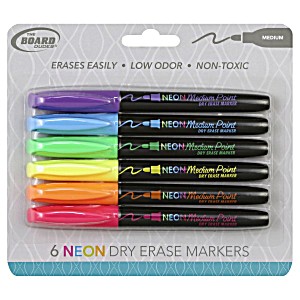 THE
BOARD
DUDES
MEDIUM
ERASES EASILY • LOW ODOR • NON-TOXIC
NEON Medium Point
DRY ERASE MARKER
NEON Medium Point
DRY ERASE MARKER
NEON Medium Point
DRY ERASE MARKER
NEON Medium Point
DRY ERASE MARKER
NEON Medium Point
DRY ERASE MARKER
NEON Medium Point
DRY ERASE MARKER
6 NEON DRY ERASE MARKERS